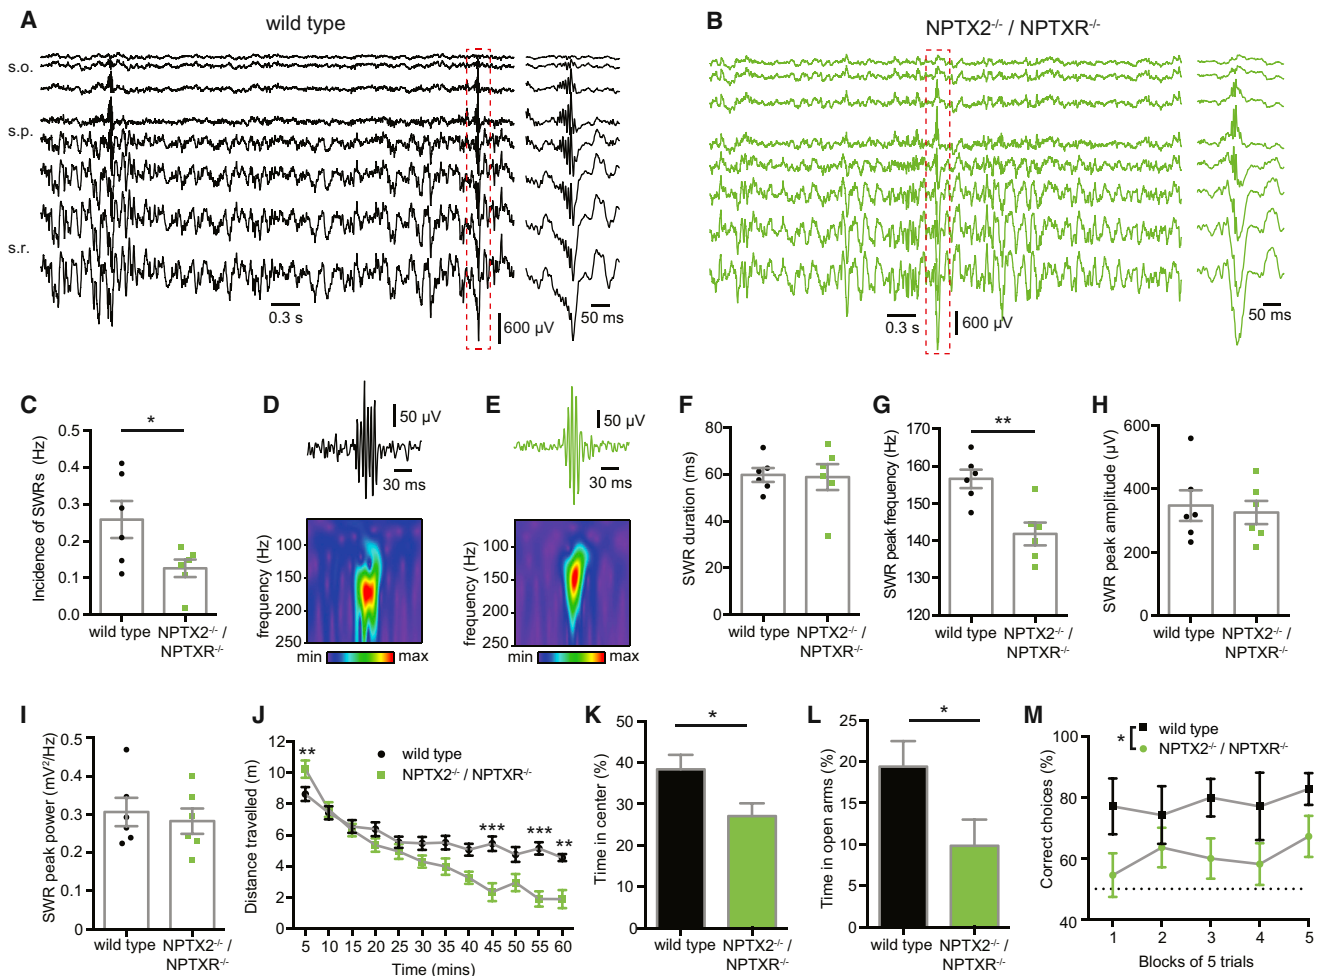 A
wild type
s.o.
s.p.
s.r.
0.3 s
600 µV
50 ms
B
NPTX2-/- / NPTXR-/-
0.3 s
600 µV
50 ms
C
Incidence of SWRs (Hz)
0.5
0.4
0.3
0.2
0.1
0.0
*
wild type
NPTX2-/- /
NPTXR-/-
D
50 µV
30 ms
frequency (Hz)
100
150
200
250
min
max
E
50 µV
30 ms
frequency (Hz)
100
150
200
250
min
max
F
SWR duration (ms)
80
60
40
20
0
wild type
NPTX2-/- /
NPTXR-/-
G
SWR peak frequency (Hz)
170
160
150
140
130
120
**
wild type
NPTX2-/- /
NPTXR-/-
H
SWR peak amplitude (µV)
600
400
200
0
wild type
NPTX2-/- /
NPTXR-/-
I
SWR peak power (mV²/Hz)
0.5
0.4
0.3
0.2
0.1
0
wild type
NPTX2-/- /
NPTXR-/-
J
Distance travelled (m)
12
10
8
6
4
2
0
**
wild type
NPTX2-/- / NPTXR-/-
***
***
**
5 10 15 20 25 30 35 40 45 50 55 60
Time (mins)
K
Time in center (%)
50
40
30
20
10
0
*
wild type
NPTX2-/- /
NPTXR-/-
L
Time in open arms (%)
25
20
15
10
5
0
*
wild type
NPTX2-/- /
NPTXR-/-
M
*
wild type
NPTX2-/- / NPTXR-/-
Correct choices (%)
100
80
60
40
1 2 3 4 5
Blocks of 5 trials